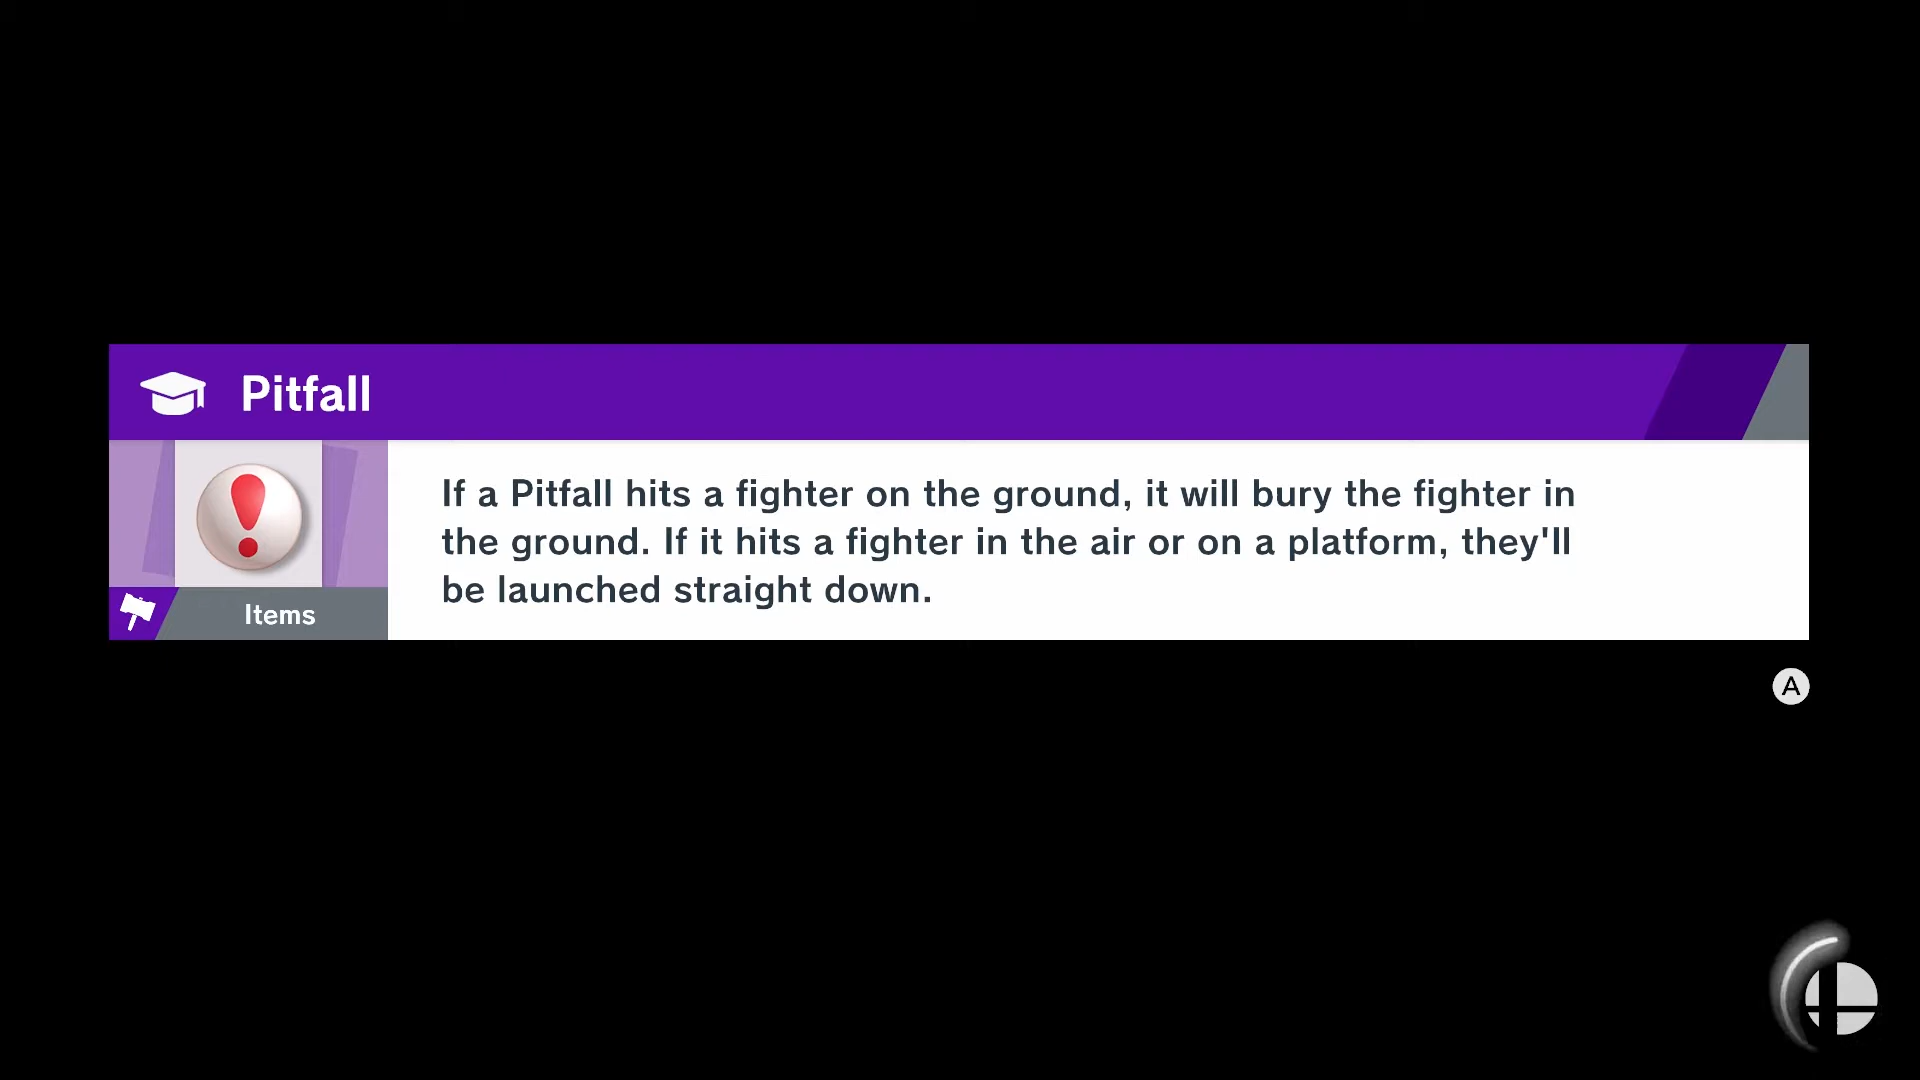 Pitfall
If a Pitfall hits a fighter on the ground, it will bury the fighter in
the ground. If it hits a fighter in the air or on a platform, they'll
be launched straight down.
Items
A